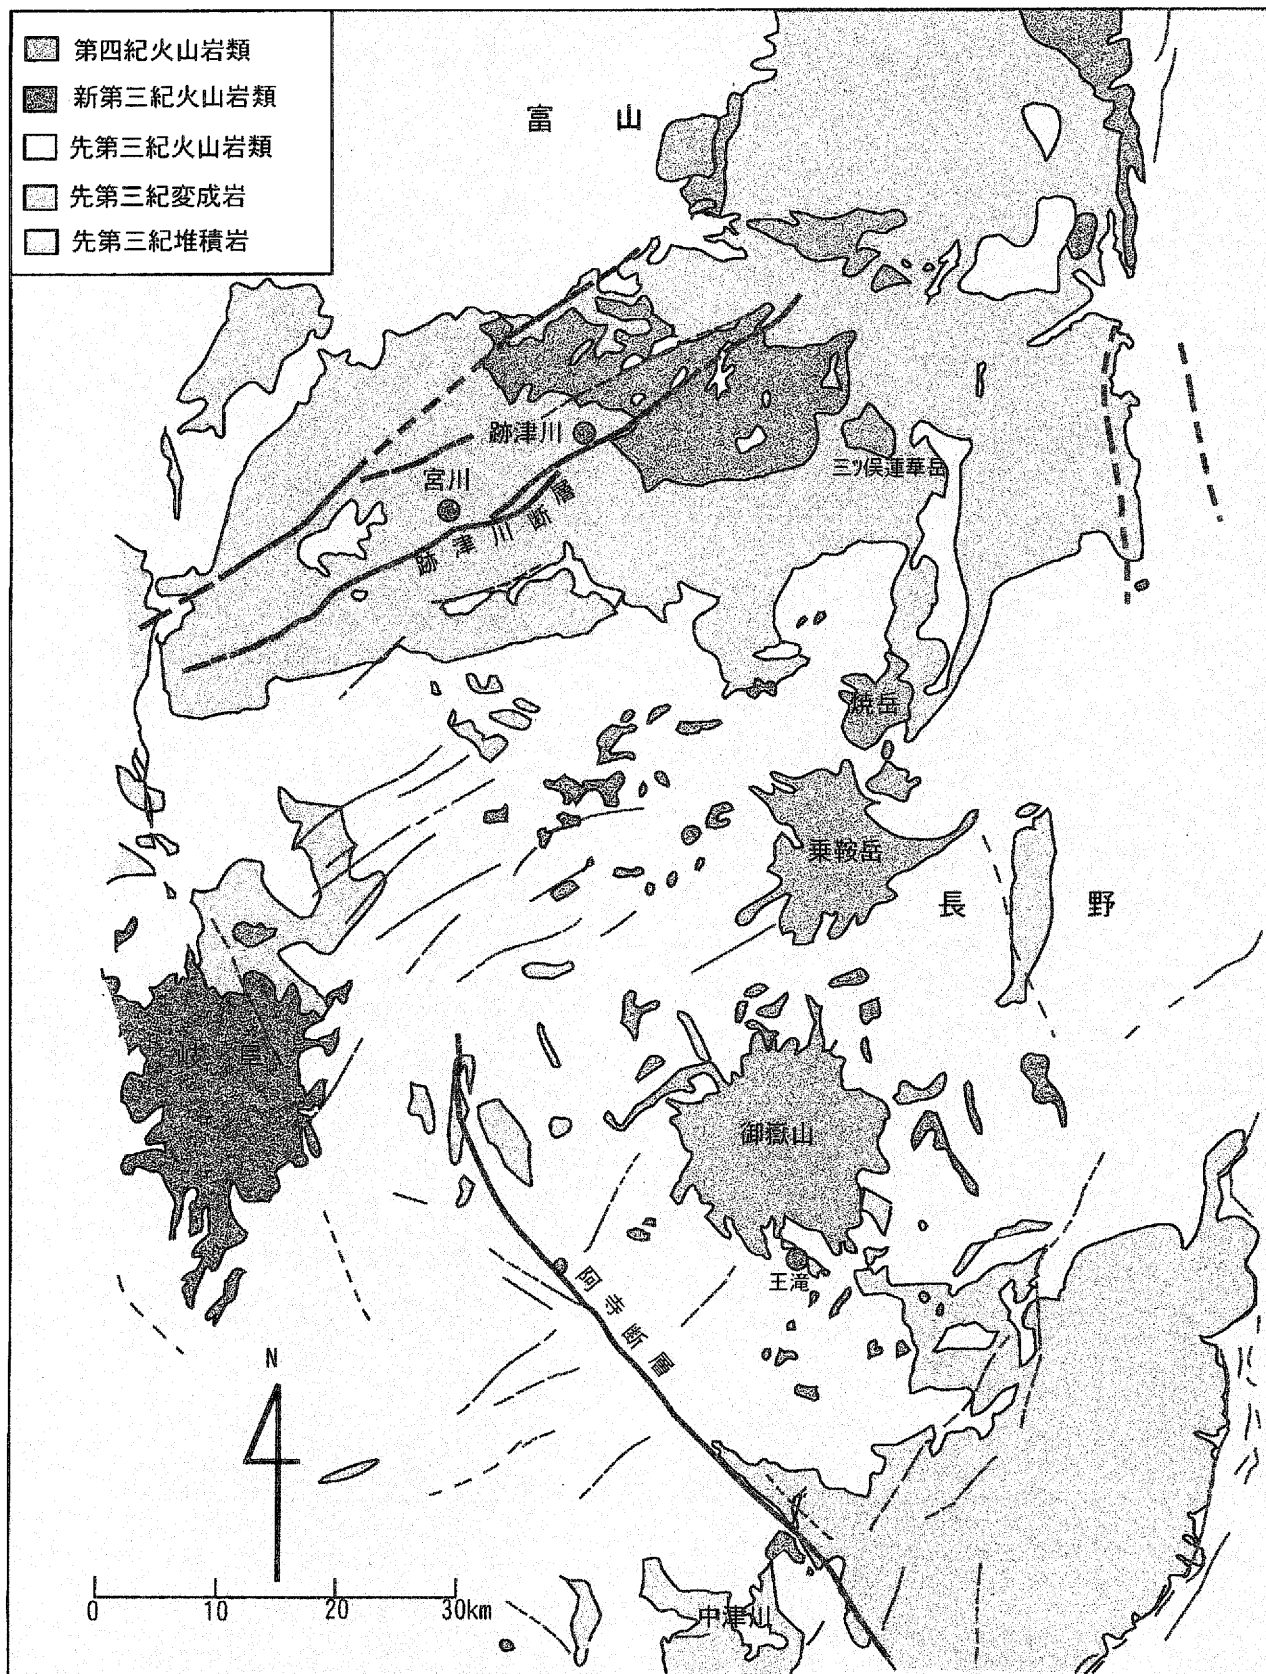 第四紀火山岩類
新第三紀火山岩類
先第三紀火山岩類
先第三紀変成岩
先第三紀堆積岩
富山
跡津川
三ツ俣蓮華岳
宮川
跡津川断層
焼岳
乗鞍岳
長野
岐阜
御嶽山
王滝
阿寺断層
N
中津川
0 10 20 30km